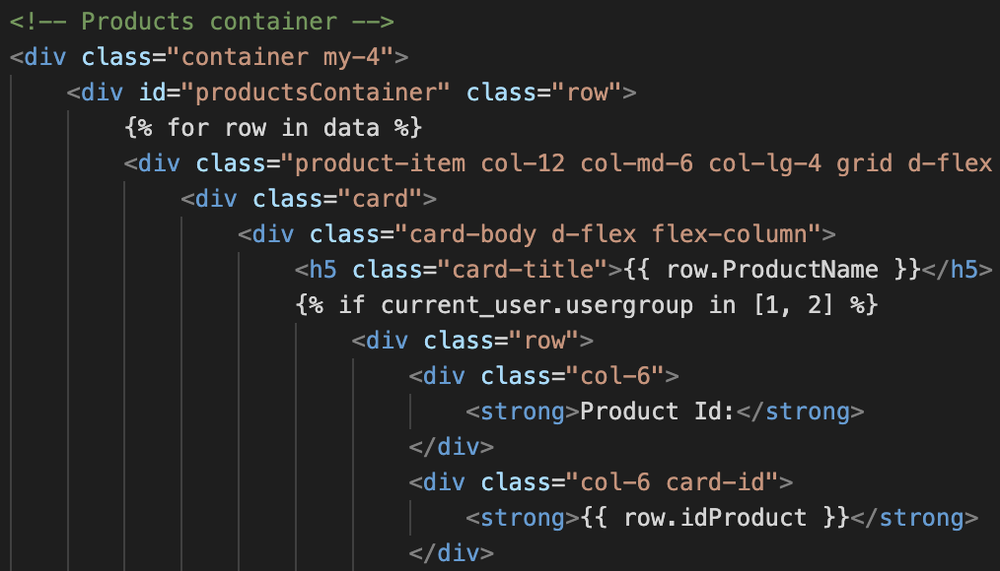 <!-- Products container -->
<div class="container my-4">
<div id="productsContainer" class="row">
{% for row in data %}
<div class="product-item col-12 col-md-6 col-lg-4 grid d-flex
<div class="card">
<div class="card-body d-flex flex-column">
<h5 class="card-title">{{ row.ProductName }}</h5>
{% if current_user.usergroup in [1, 2] %}
<div class="row">
<div class="col-6">
<strong>Product Id:</strong>
</div>
<div class="col-6 card-id">
<strong>{{ row.idProduct }}</strong>
</div>